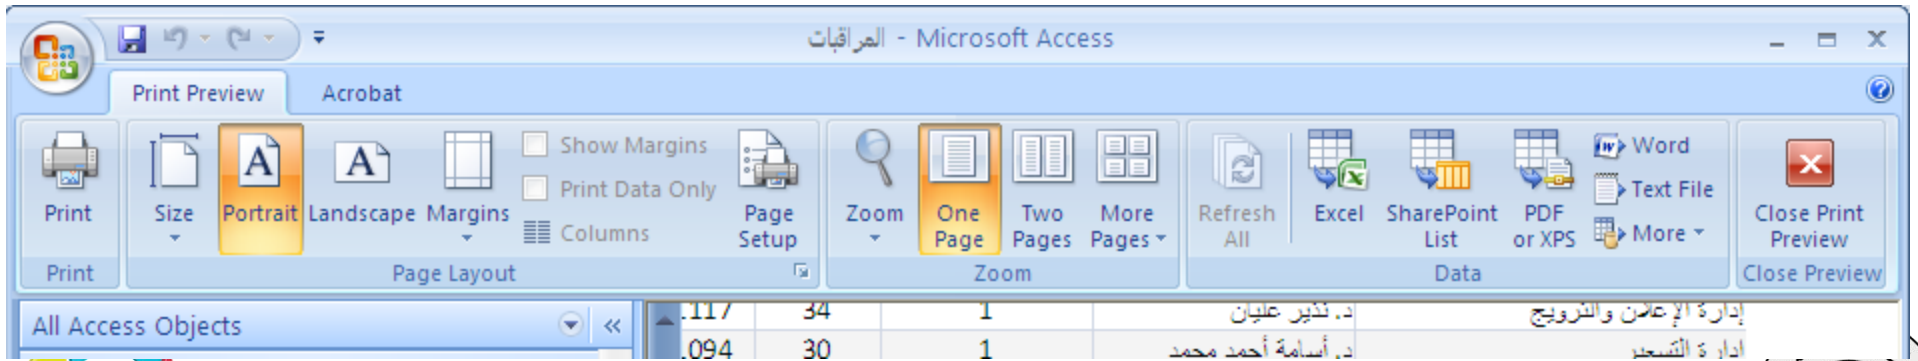 المراقبات - Microsoft Access
Print Preview Acrobat
Print
Size
Portrait
Landscape
Margins
Show Margins
Print Data Only
Columns
Page Setup
Zoom
One Page
Two Pages
More Pages
Refresh All
Excel
SharePoint List
PDF or XPS
Word
Text File
More
Close Print Preview
Print
Page Layout
Zoom
Data
Close Preview
All Access Objects
إدارة الإعلان والترويج د. نذير عليان 1 34 .117
ادارة التسعير د. أسامة أحمد محمد 1 30 .094